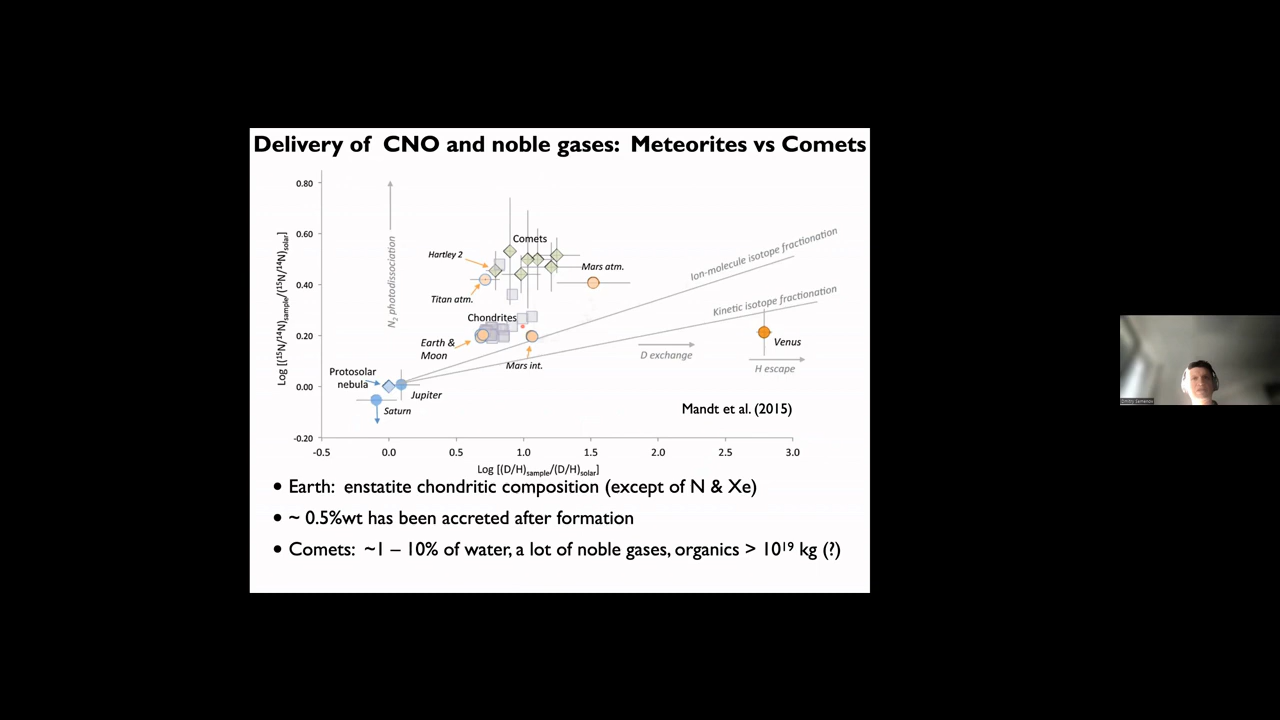 Delivery of CNO and noble gases: Meteorites vs Comets
0.80
0.60
0.40
0.20
0.00
-0.20
Log [(¹⁵N/¹⁴N)sample/(¹⁵N/¹⁴N)solar]
N₂ photodissociation
Comets
Hartley 2
Titan atm.
Mars atm.
Ion-molecule isotope fractionation
Kinetic isotope fractionation
Chondrites
Earth &
Moon
Mars int.
D exchange
Venus
H escape
Protosolar
nebula
Jupiter
Saturn
Mandt et al. (2015)
-0.5 0.0 0.5 1.0 1.5 2.0 2.5 3.0
Log [(D/H)sample/(D/H)solar]
• Earth: enstatite chondritic composition (except of N & Xe)
• ~ 0.5%wt has been accreted after formation
• Comets: ~1 – 10% of water, a lot of noble gases, organics > 10¹⁹ kg (?)
Dmitry Semenov